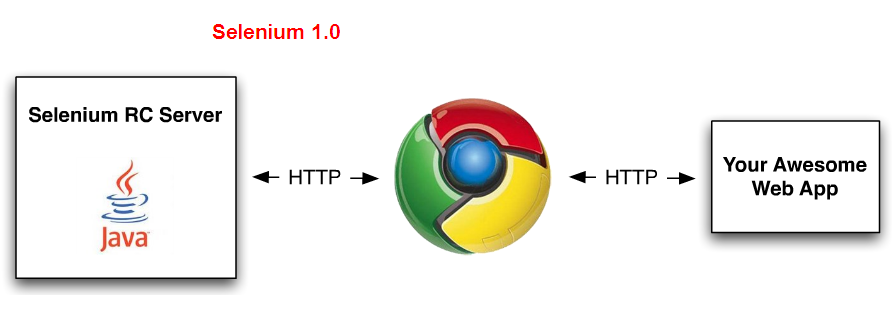 Selenium 1.0
Selenium RC Server
Java
HTTP
HTTP
Your Awesome
Web App